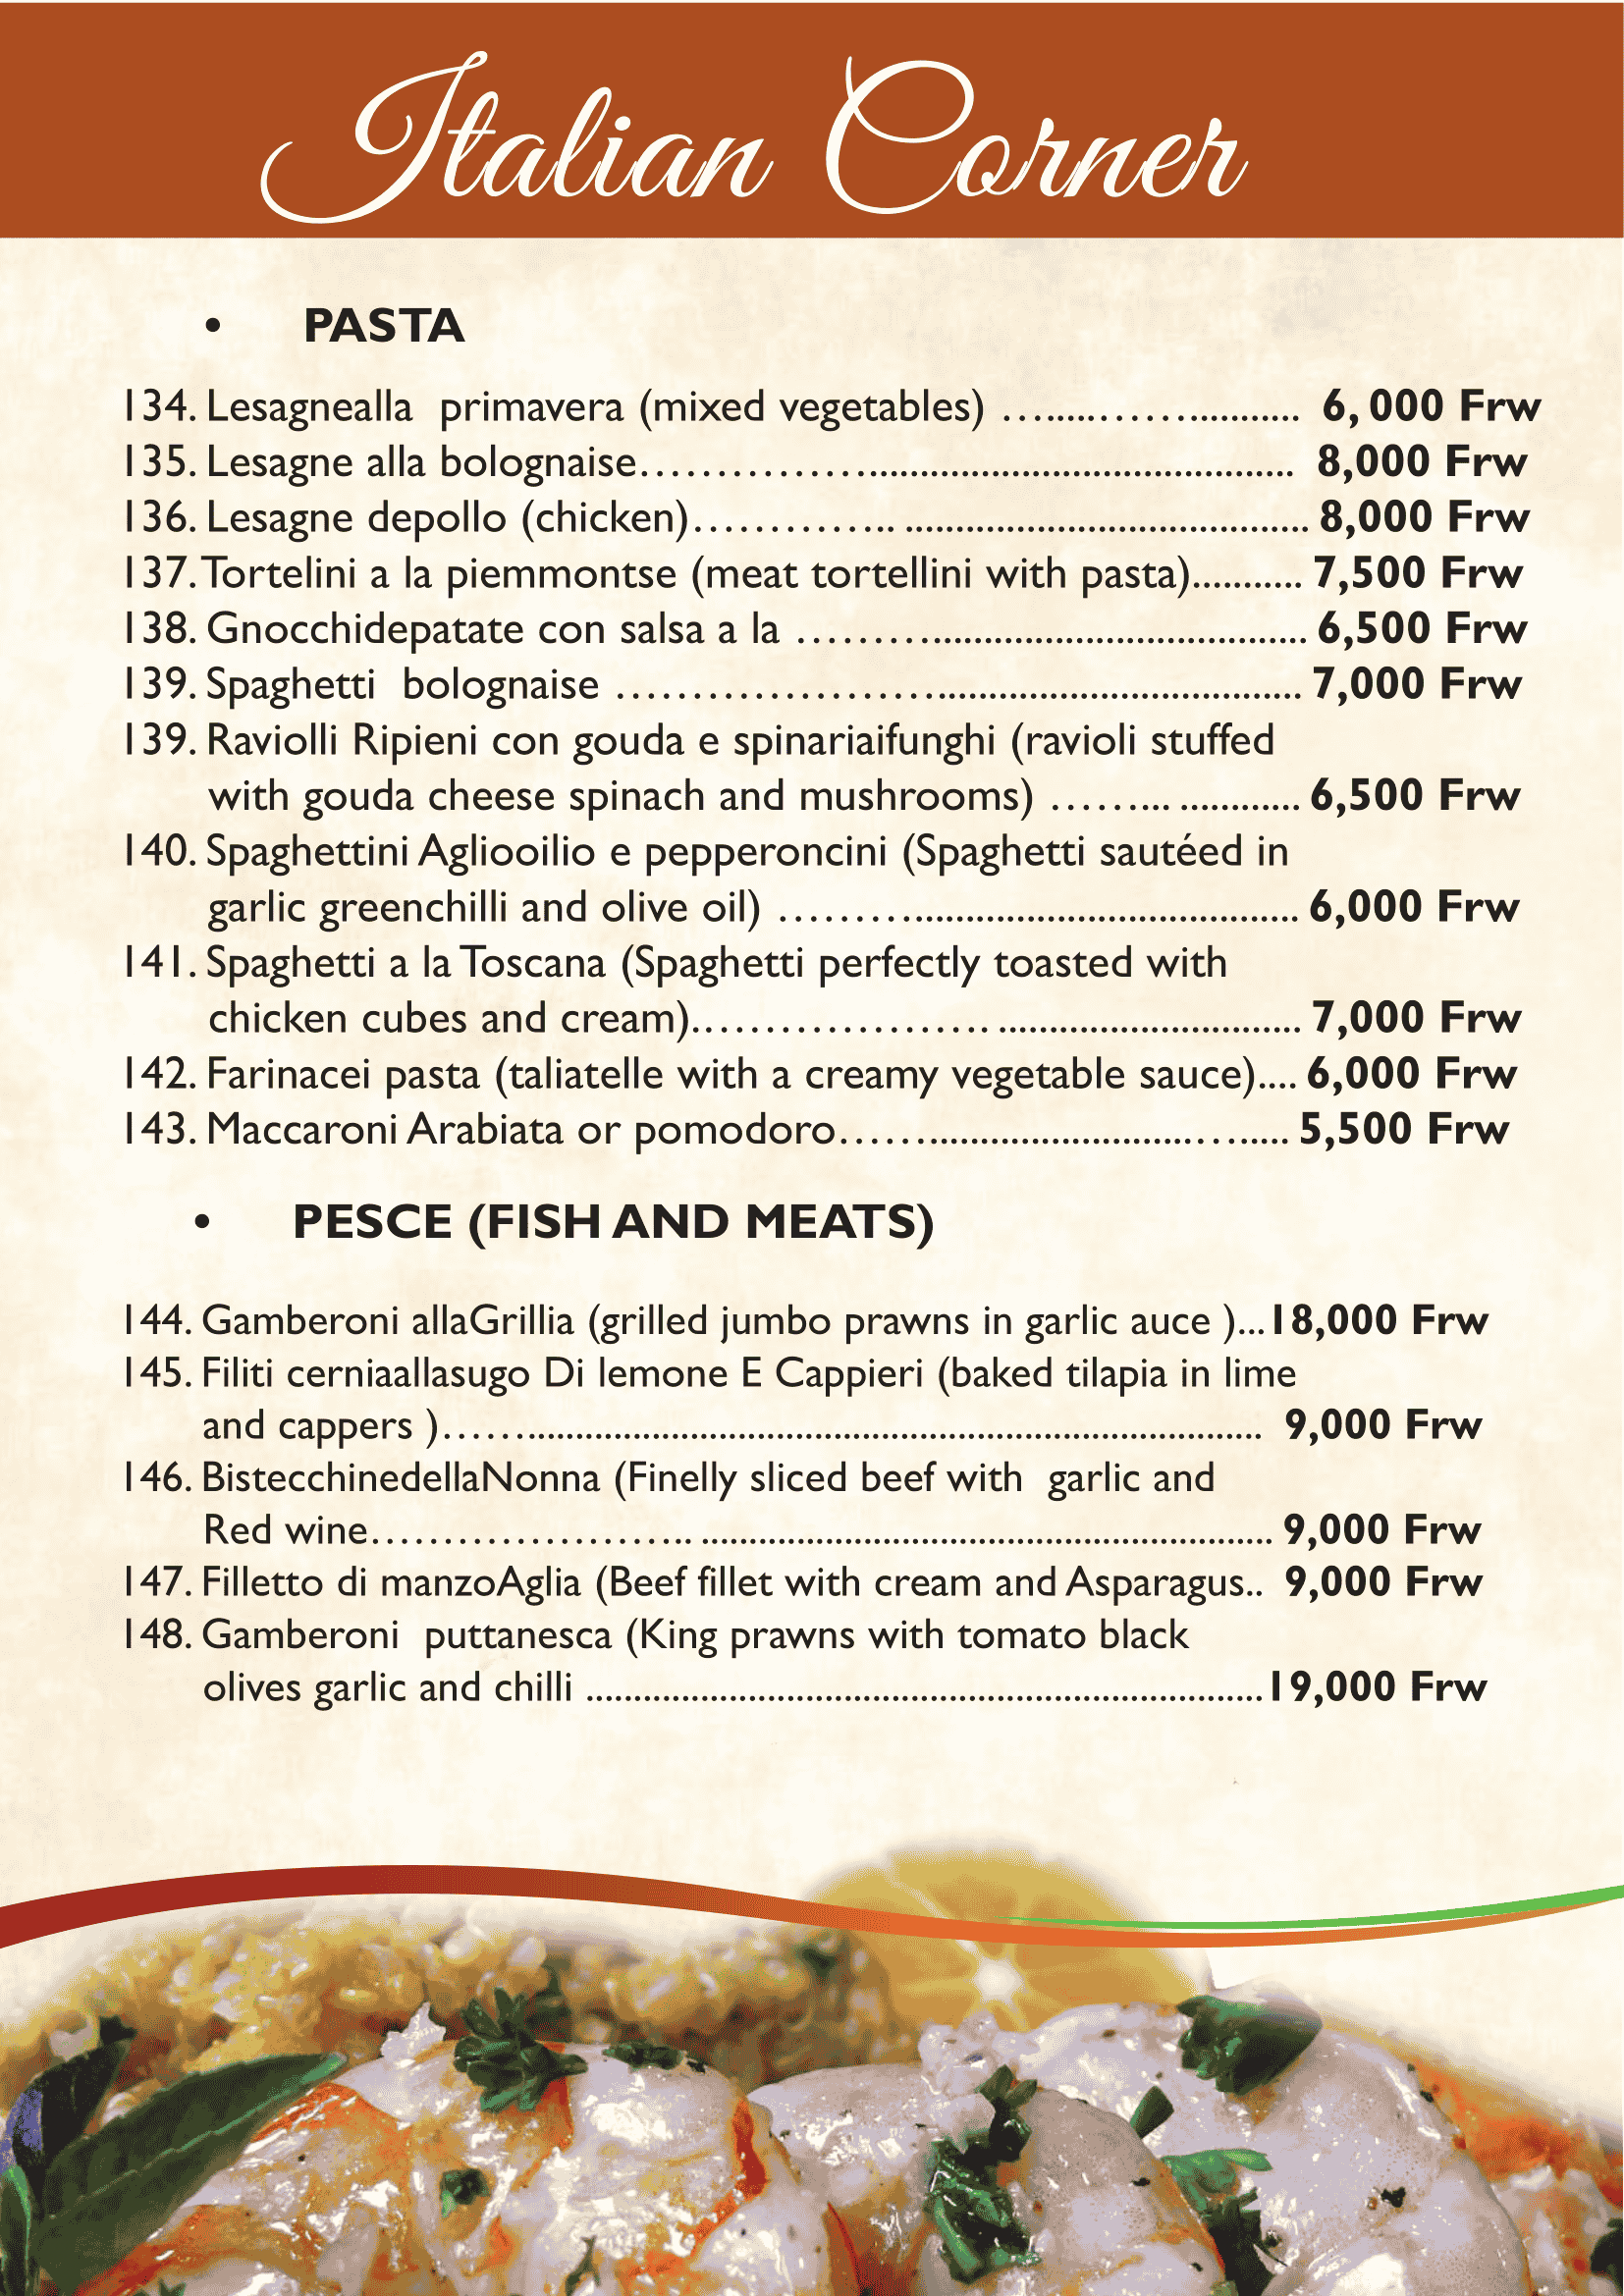 Italian Corner
• PASTA
134. Lesagnealla  primavera (mixed vegetables) …....……........... 6, 000 Frw
135. Lesagne alla bolognaise……………......................................... 8,000 Frw
136. Lesagne depollo (chicken)………….. ....................................... 8,000 Frw
137. Tortelini a la piemmontse (meat tortellini with pasta)........... 7,500 Frw
138. Gnocchidepatate con salsa a la ………..................................... 6,500 Frw
139. Spaghetti  bolognaise …………………................................... 7,000 Frw
139. Raviolli Ripieni con gouda e spinariaifunghi (ravioli stuffed
with gouda cheese spinach and mushrooms) ……... ............ 6,500 Frw
140. Spaghettini Agliooilio e pepperoncini (Spaghetti sautéed in
garlic greenchilli and olive oil) ………...................................... 6,000 Frw
141. Spaghetti a la Toscana (Spaghetti perfectly toasted with
chicken cubes and cream)..………………. .............................. 7,000 Frw
142. Farinacei pasta (taliatelle with a creamy vegetable sauce).... 6,000 Frw
143. Maccaroni Arabiata or pomodoro……..........................…..... 5,500 Frw
• PESCE (FISH AND MEATS)
144. Gamberoni allaGrillia (grilled jumbo prawns in garlic auce )...18,000 Frw
145. Filiti cerniaallasugo Di lemone E Cappieri (baked tilapia in lime
and cappers )……......................................................................... 9,000 Frw
146. BistecchinedellaNonna (Finelly sliced beef with  garlic and
Red wine………………….. ......................................................... 9,000 Frw
147. Filletto di manzoAglia (Beef fillet with cream and Asparagus.. 9,000 Frw
148. Gamberoni  puttanesca (King prawns with tomato black
olives garlic and chilli ....................................................................19,000 Frw